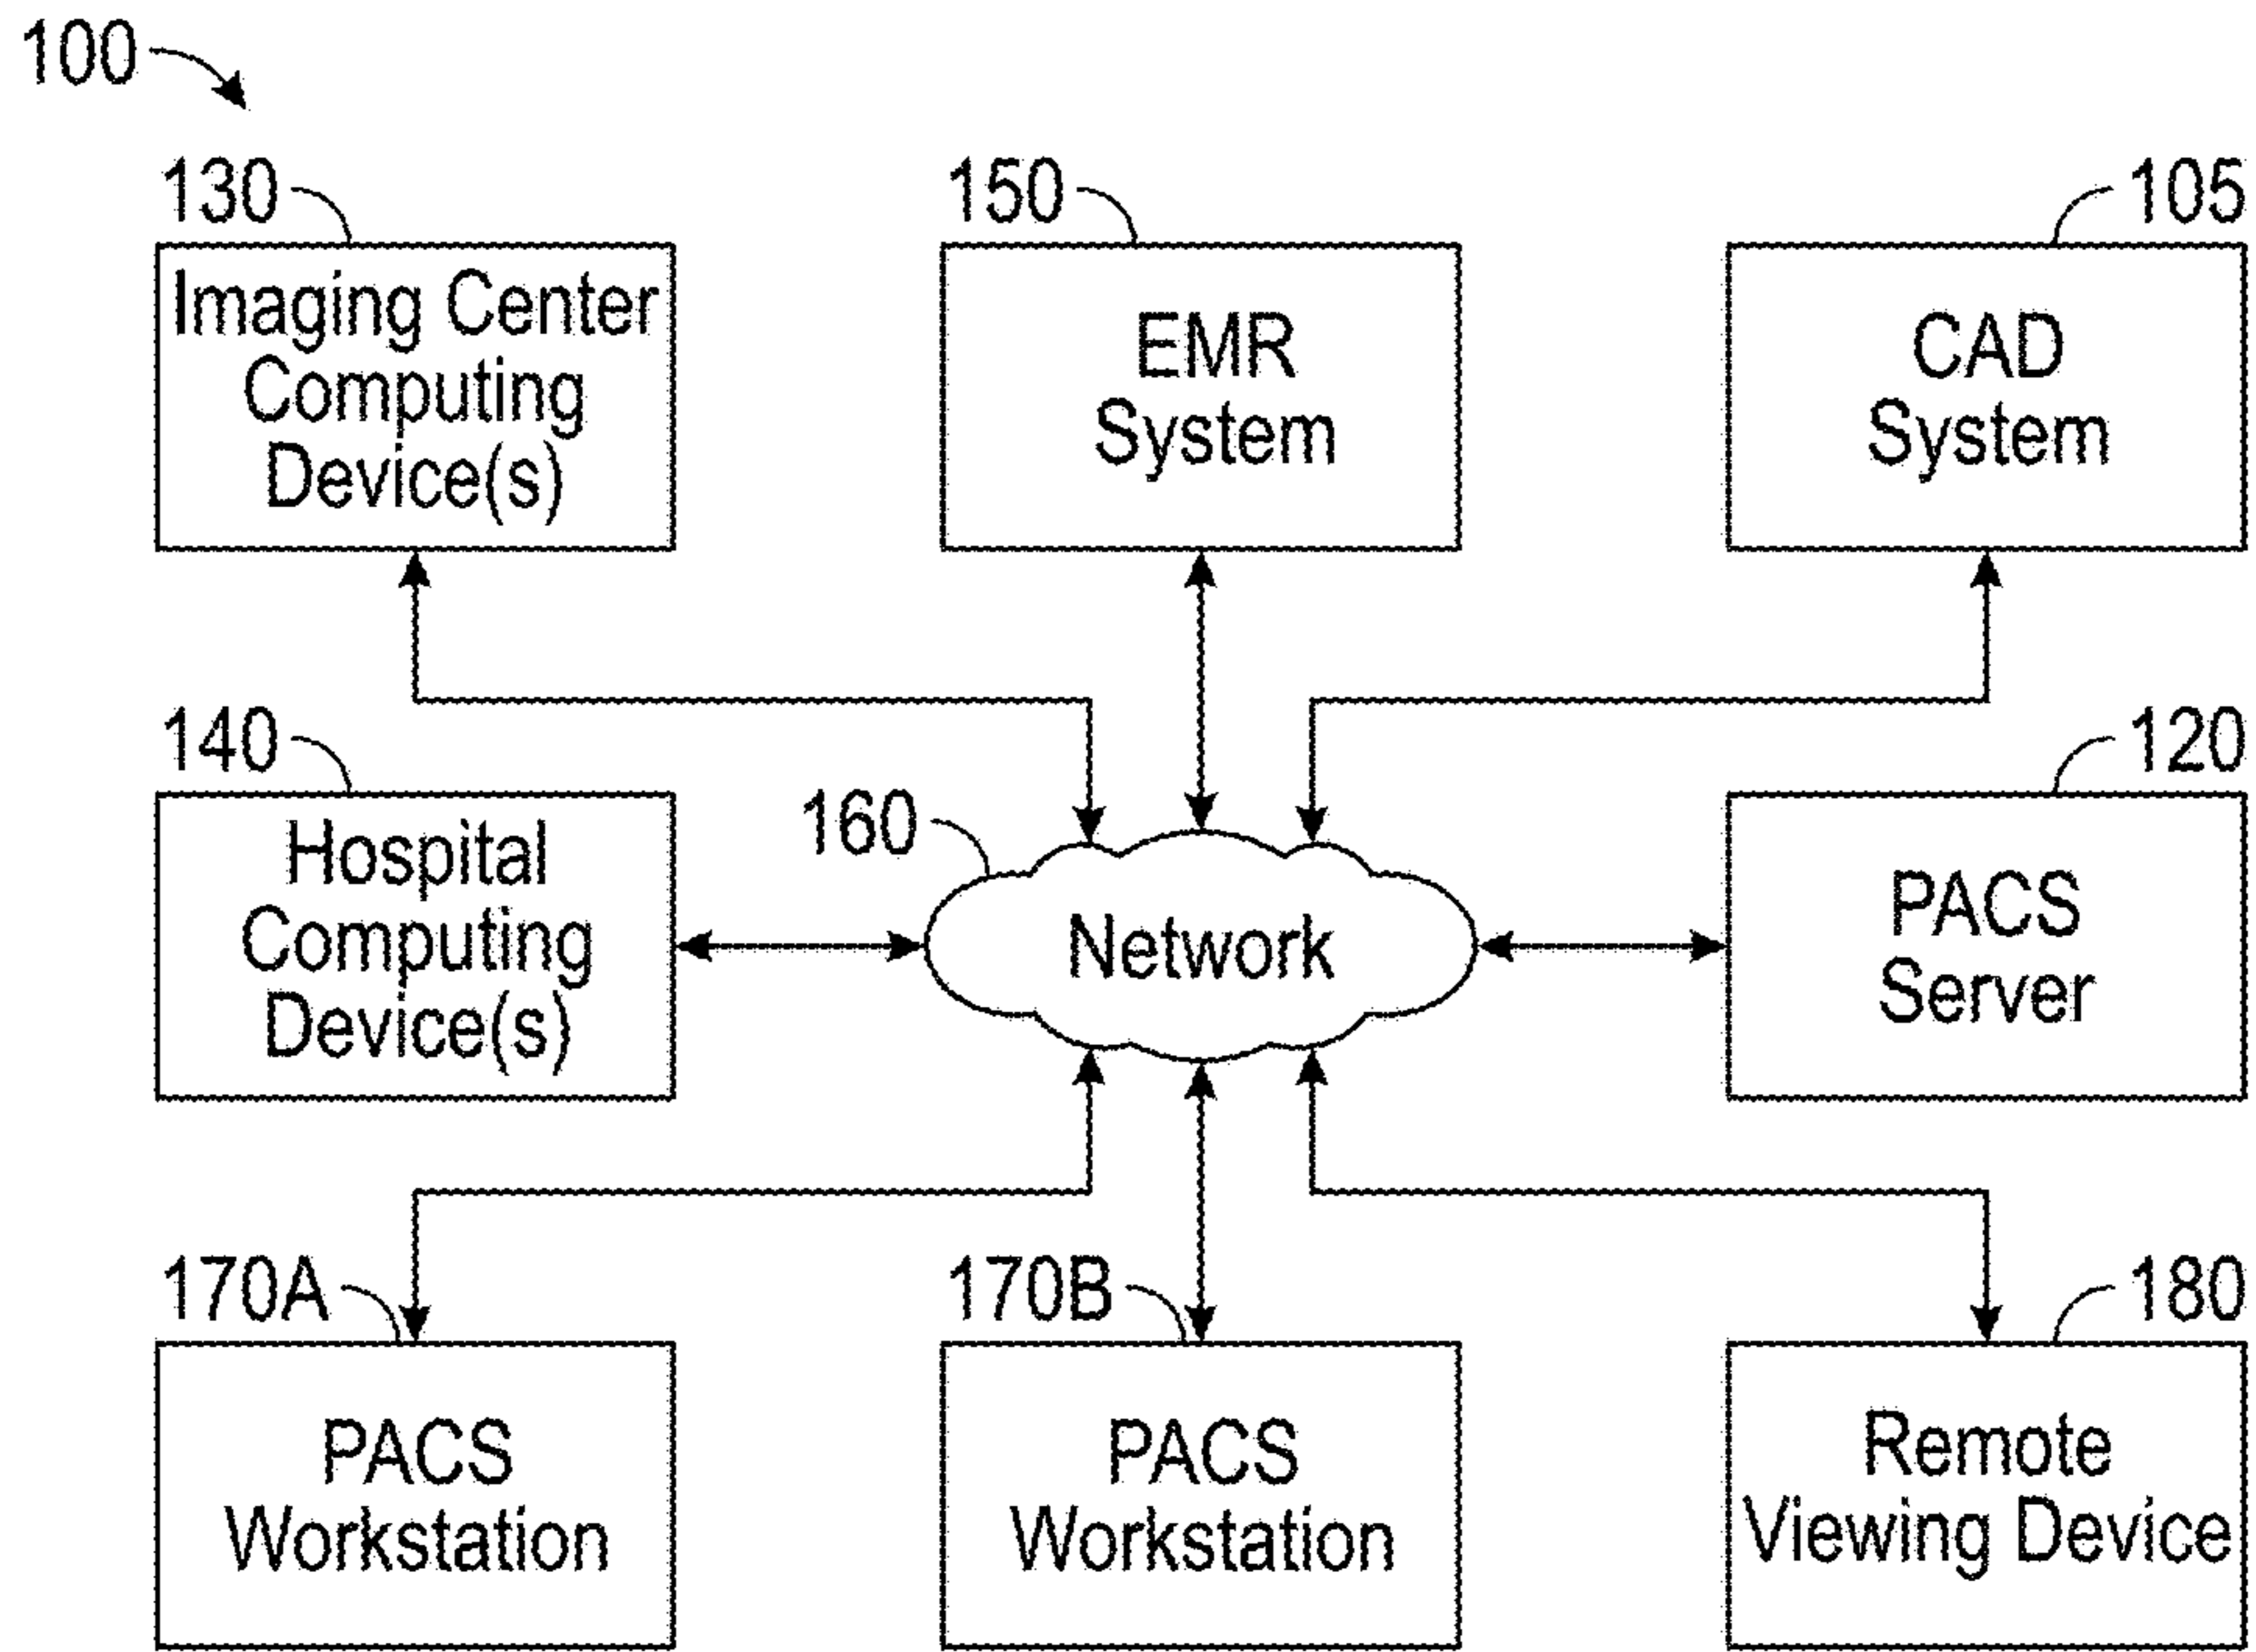 100
130
Imaging Center
Computing
Device(s)
150
EMR
System
105
CAD
System
140
Hospital
Computing
Device(s)
160
Network
120
PACS
Server
170A
PACS
Workstation
170B
PACS
Workstation
180
Remote
Viewing Device